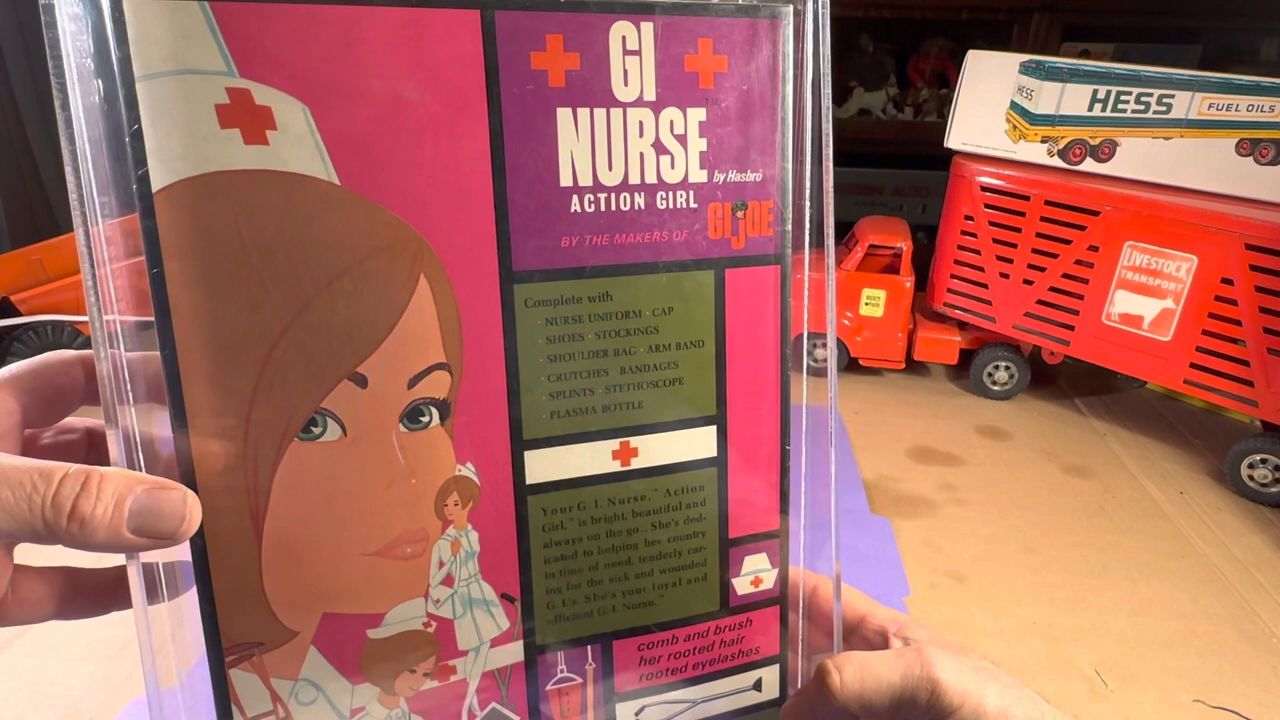 GI
NURSE™
by Hasbro
ACTION GIRL
BY THE MAKERS OF GI JOE
Complete with
· NURSE UNIFORM · CAP
· SHOES · STOCKINGS
· SHOULDER BAG · ARM BAND
· CRUTCHES BANDAGES
· SPLINTS · STETHOSCOPE
· PLASMA BOTTLE
Your G. I. Nurse,™ Action
Girl,™ is bright, beautiful and
always on the go.. She's ded-
icated to helping her country
in time of need, tenderly car-
ing for the sick and wounded
G. I.'s. She's your loyal and
efficient G. I. Nurse.™
comb and brush
her rooted hair
rooted eyelashes
HESS
HESS
FUEL OILS
LIVESTOCK
TRANSPORT